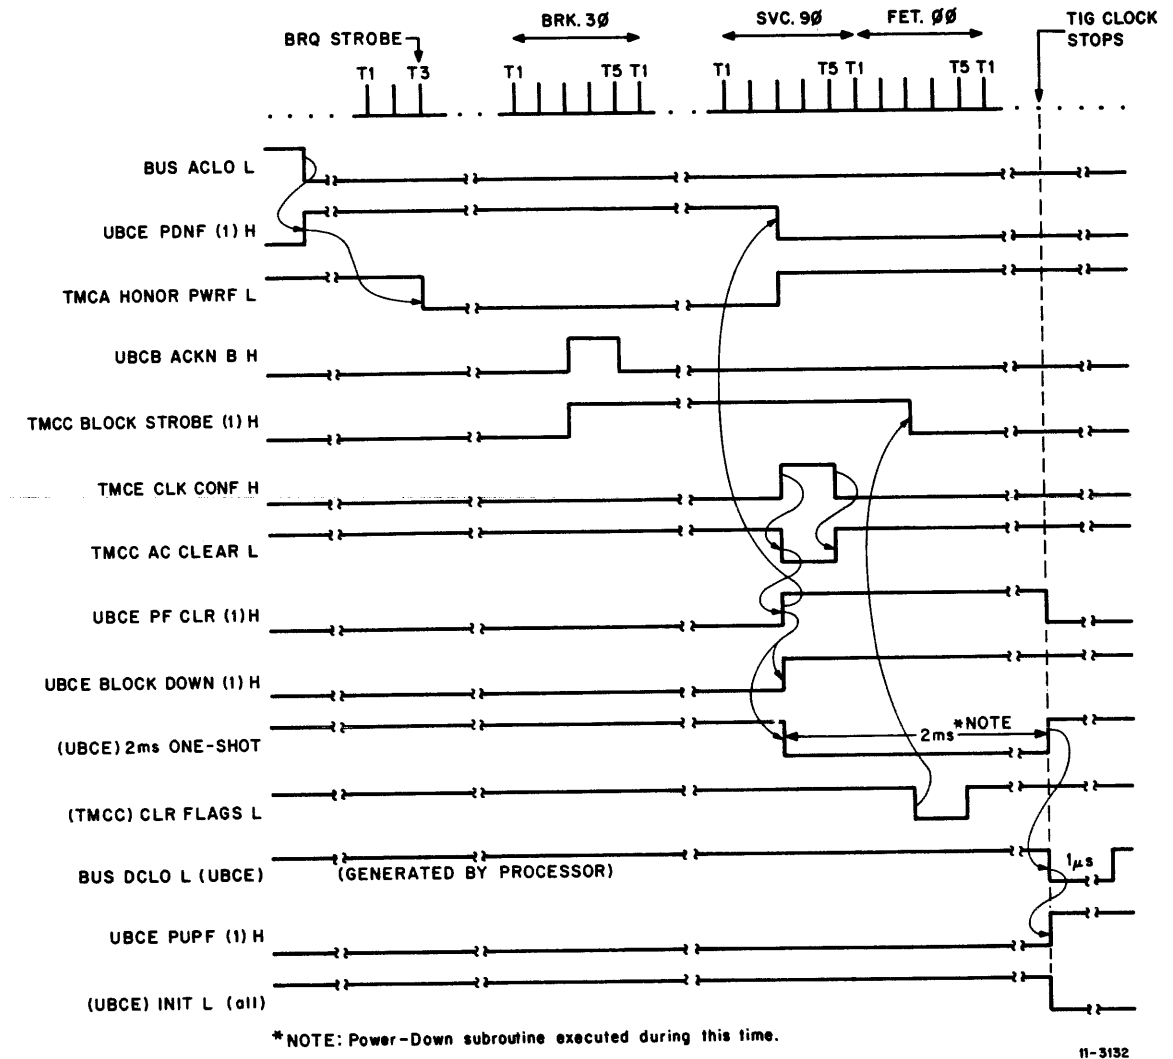 BRK. 3Ø
SVC. 9Ø
FET. ØØ
TIG CLOCK
STOPS
BRQ STROBE
T1 T3 T1 T5 T1 T1 T5 T1 T5 T1
BUS ACLO L
UBCE PDNF (1) H
TMCA HONOR PWRF L
UBCB ACKN B H
TMCC BLOCK STROBE (1) H
TMCE CLK CONF H
TMCC AC CLEAR L
UBCE PF CLR (1) H
UBCE BLOCK DOWN (1) H
(UBCE) 2ms ONE-SHOT
2ms *NOTE
(TMCC) CLR FLAGS L
BUS DCLO L (UBCE)
(GENERATED BY PROCESSOR)
1μs
UBCE PUPF (1) H
(UBCE) INIT L (all)
*NOTE: Power-Down subroutine executed during this time.
11-3132